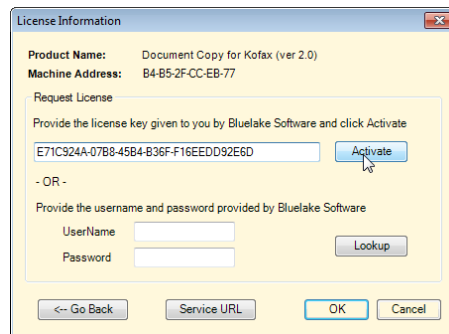 License Information
Product Name: Document Copy for Kofax (ver 2.0)
Machine Address: B4-B5-2F-CC-EB-77
Request License
Provide the license key given to you by Bluelake Software and click Activate
E71C924A-07B8-45B4-B36F-F16EEDD92E6D Activate
- OR -
Provide the username and password provided by Bluelake Software
UserName
Lookup
Password
<-- Go Back Service URL OK Cancel